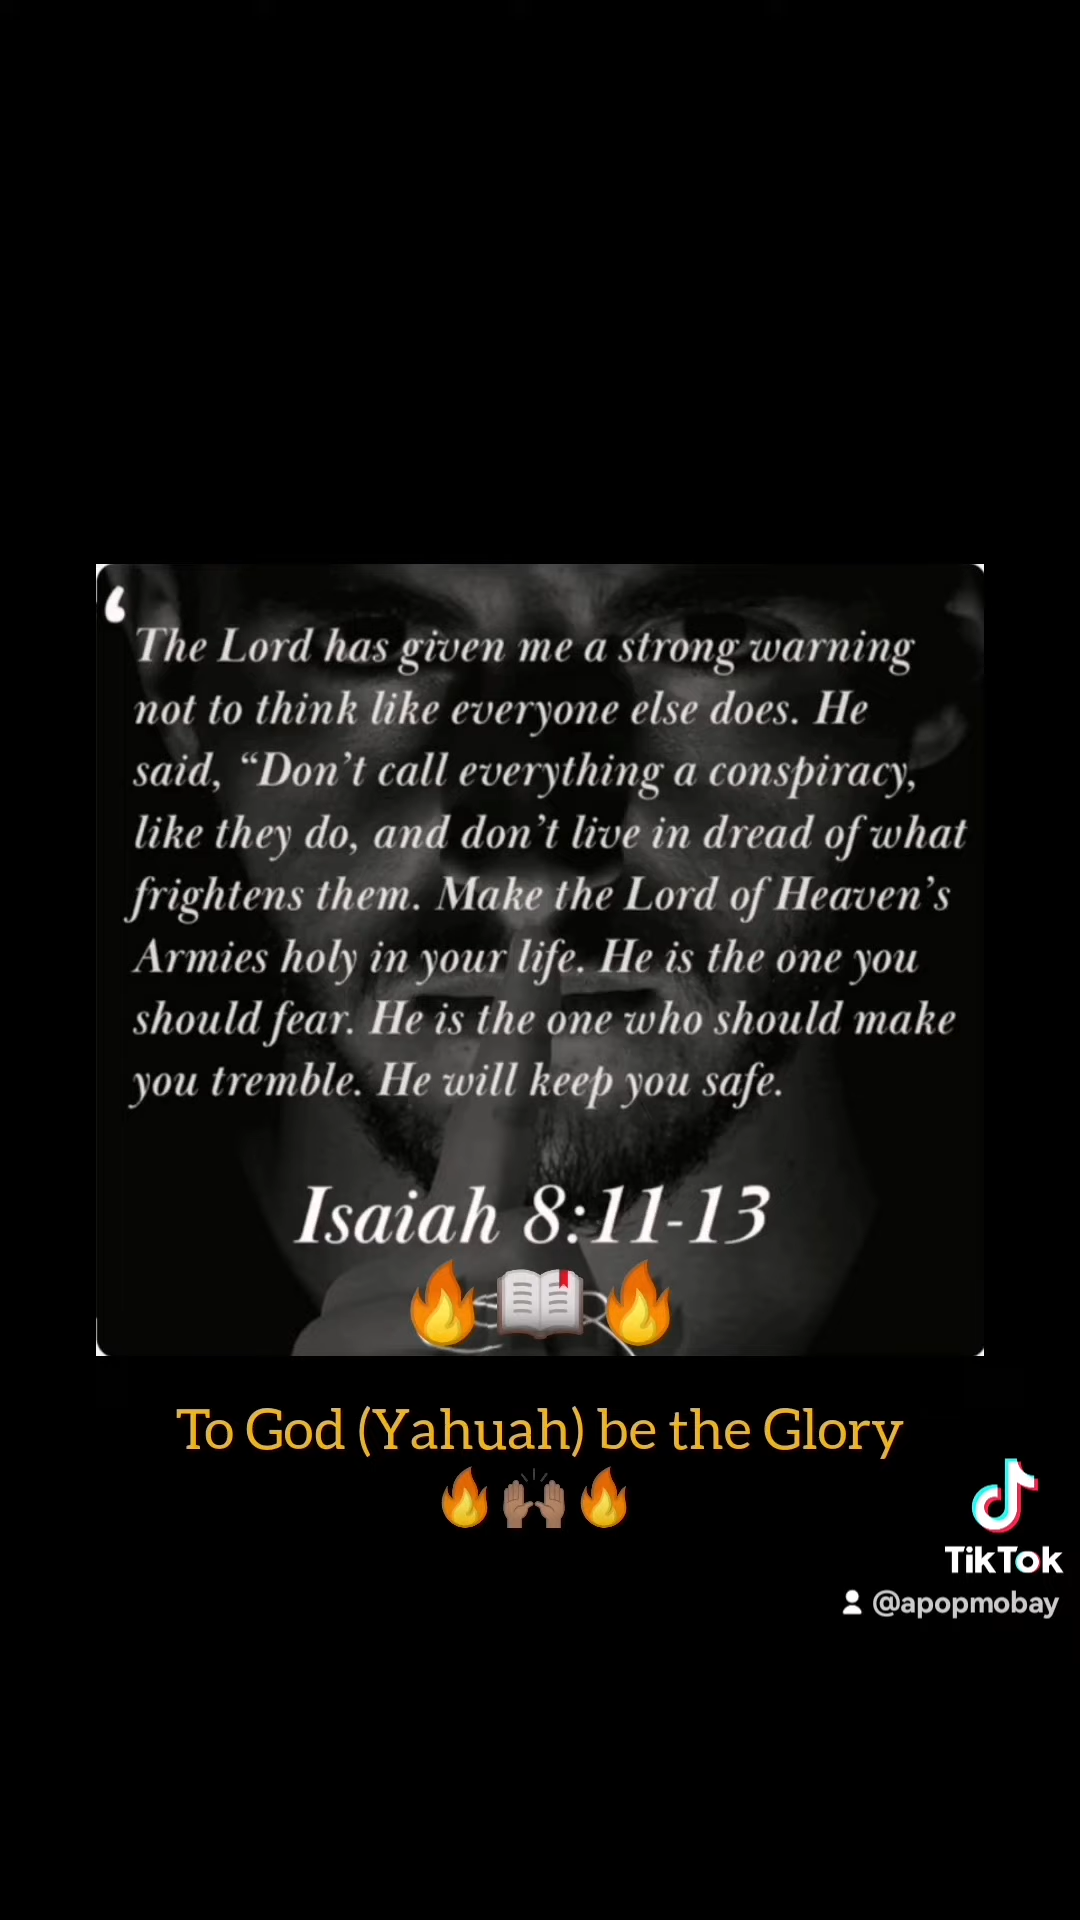 ‘
The Lord has given me a strong warning
not to think like everyone else does. He
said, “Don’t call everything a conspiracy,
like they do, and don’t live in dread of what
frightens them. Make the Lord of Heaven’s
Armies holy in your life. He is the one you
should fear. He is the one who should make
you tremble. He will keep you safe.
Isaiah 8:11-13
🔥📖🔥
To God (Yahuah) be the Glory
🔥🙌🏽🔥
TikTok
@apopmobay